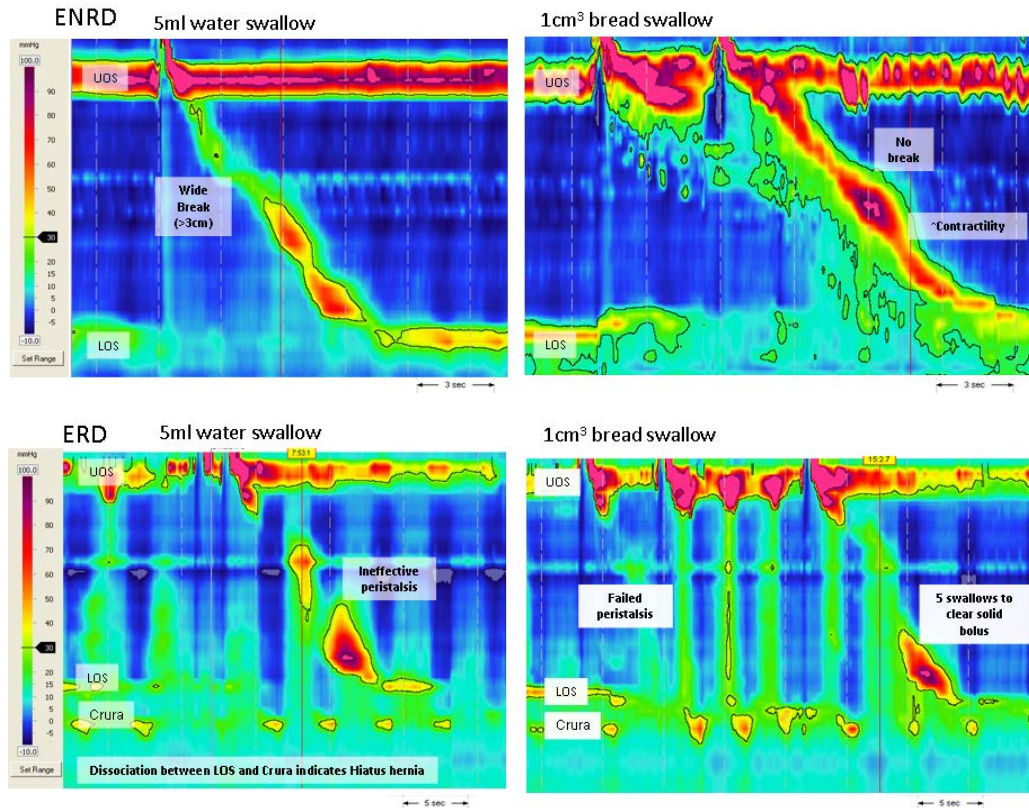 ENRD
5ml water swallow
1cm³ bread swallow
mmHg
100.0
90
80
70
60
50
40
30
20
15
10
5
0
-5
-10.0
Set Range
UOS
Wide
Break
(>3cm)
LOS
3 sec
UOS
No
break
^Contractility
LOS
3 sec
ERD
5ml water swallow
1cm³ bread swallow
mmHg
100.0
90
80
70
60
50
40
30
20
15
10
5
0
-5
-10.0
Set Range
UOS
7:53.1
Ineffective
peristalsis
LOS
Crura
Dissociation between LOS and Crura indicates Hiatus hernia
5 sec
UOS
15:2.7
Failed
peristalsis
5 swallows to
clear solid
bolus
LOS
Crura
5 sec